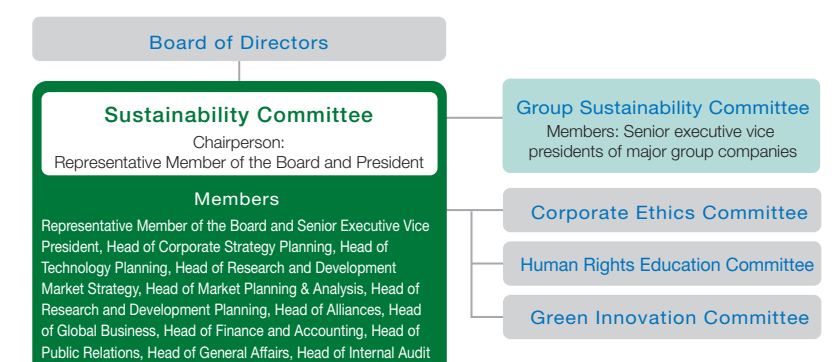 Board of Directors
Sustainability Committee
Chairperson:
Representative Member of the Board and President
Members
Representative Member of the Board and Senior Executive Vice
President, Head of Corporate Strategy Planning, Head of
Technology Planning, Head of Research and Development
Market Strategy, Head of Market Planning & Analysis, Head of
Research and Development Planning, Head of Alliances, Head
of Global Business, Head of Finance and Accounting, Head of
Public Relations, Head of General Affairs, Head of Internal Audit
Group Sustainability Committee
Members: Senior executive vice
presidents of major group companies
Corporate Ethics Committee
Human Rights Education Committee
Green Innovation Committee